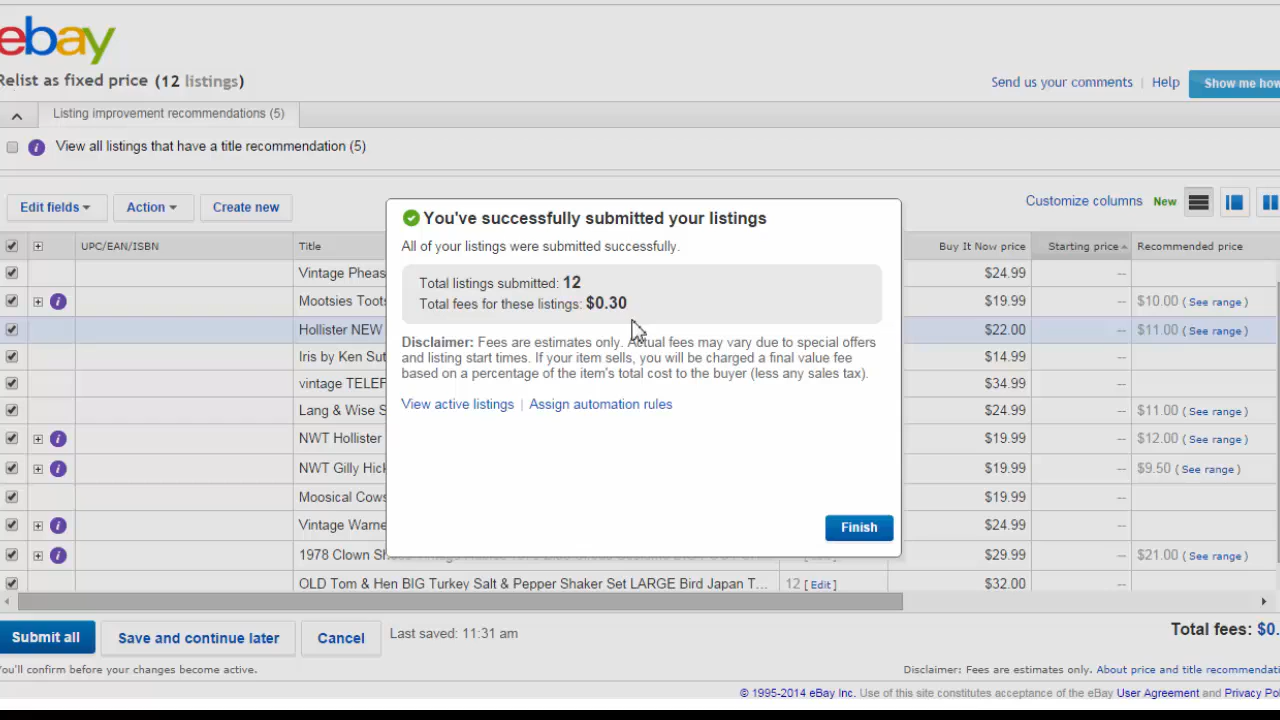 ebay
Relist as fixed price (12 listings)
Send us your comments | Help Show me how
Listing improvement recommendations (5)
View all listings that have a title recommendation (5)
Edit fields Action Create new
Customize columns New
UPC/EAN/ISBN Title Buy It Now price Starting price Recommended price
Vintage Pheas $24.99 --
Mootsies Toots $19.99 -- $10.00 ( See range )
Hollister NEW $22.00 -- $11.00 ( See range )
Iris by Ken Sut $14.99 --
vintage TELEF $34.99 --
Lang & Wise S $24.99 -- $11.00 ( See range )
NWT Hollister $19.99 -- $12.00 ( See range )
NWT Gilly Hick $19.99 -- $9.50 ( See range )
Moosical Cows $19.99 --
Vintage Warne $24.99 --
1978 Clown $29.99 -- $21.00 ( See range )
OLD Tom & Hen BIG Turkey Salt & Pepper Shaker Set LARGE Bird Japan T... 12 [ Edit ] $32.00 --
You've successfully submitted your listings
All of your listings were submitted successfully.
Total listings submitted: 12
Total fees for these listings: $0.30
Disclaimer: Fees are estimates only. Actual fees may vary due to special offers
and listing start times. If your item sells, you will be charged a final value fee
based on a percentage of the item's total cost to the buyer (less any sales tax).
View active listings | Assign automation rules
Finish
Submit all Save and continue later Cancel Last saved: 11:31 am
Total fees: $0.
You'll confirm before your changes become active.
Disclaimer: Fees are estimates only. About price and title recommendati
© 1995-2014 eBay Inc. Use of this site constitutes acceptance of the eBay User Agreement and Privacy Pol